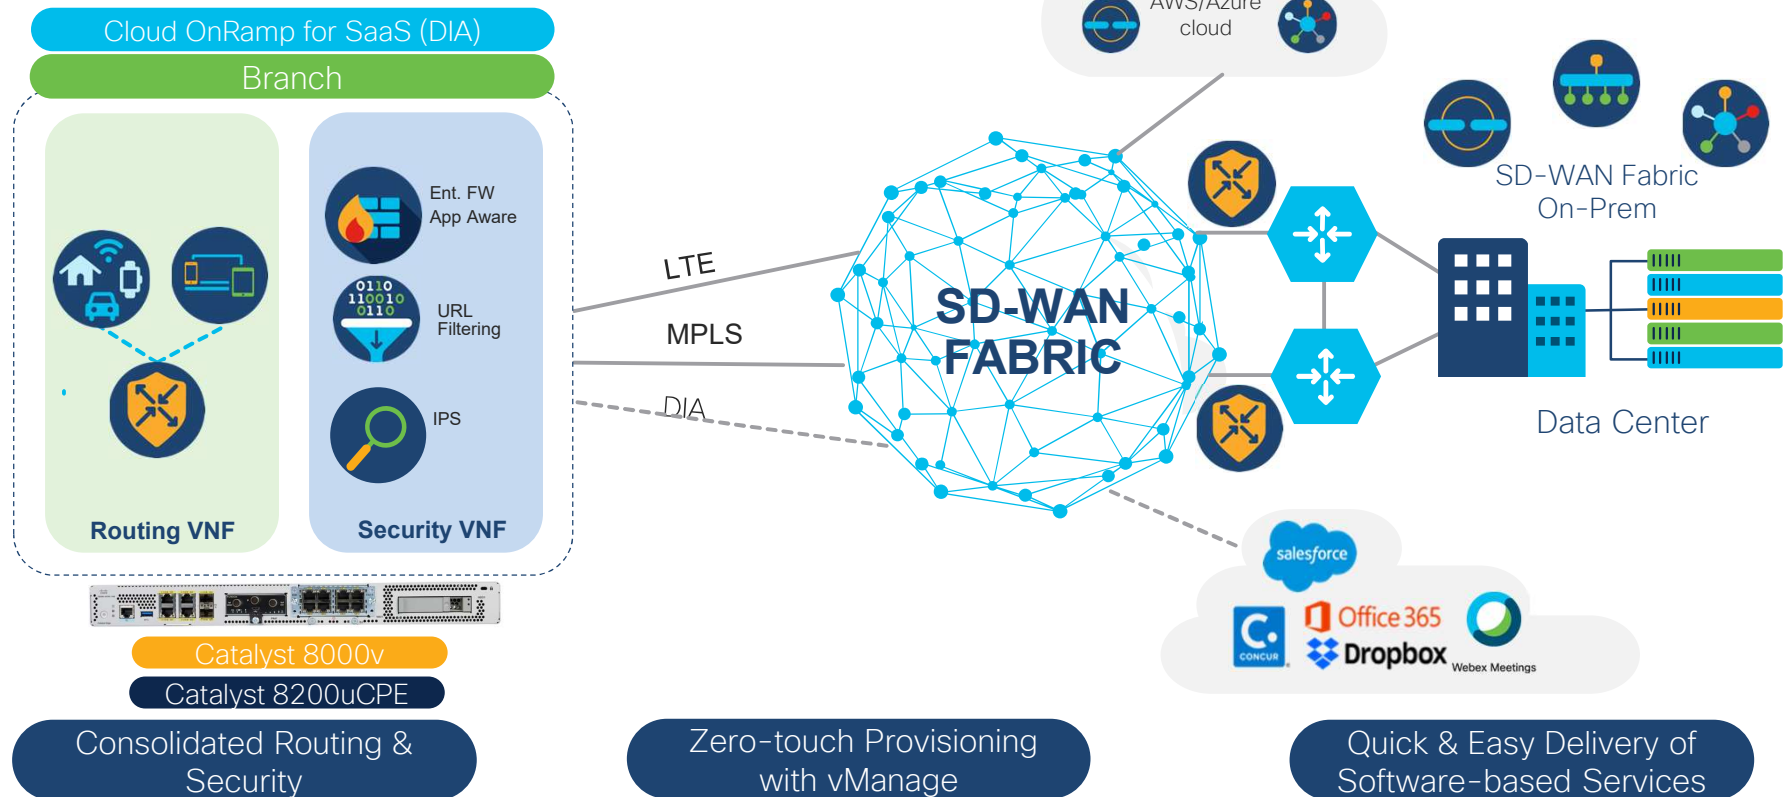 Cloud OnRamp for SaaS (DIA)
Branch
Ent. FW
App Aware
0110
110010
0110
URL
Filtering
IPS
Routing VNF
Security VNF
Catalyst 8000v
Catalyst 8200uCPE
Consolidated Routing &
Security
LTE
MPLS
DIA
SD-WAN
FABRIC
Zero-touch Provisioning
with vManage
AWS/Azure
cloud
SD-WAN Fabric
On-Prem
Data Center
salesforce
C.
CONCUR
Office 365
Dropbox
Webex Meetings
Quick & Easy Delivery of
Software-based Services